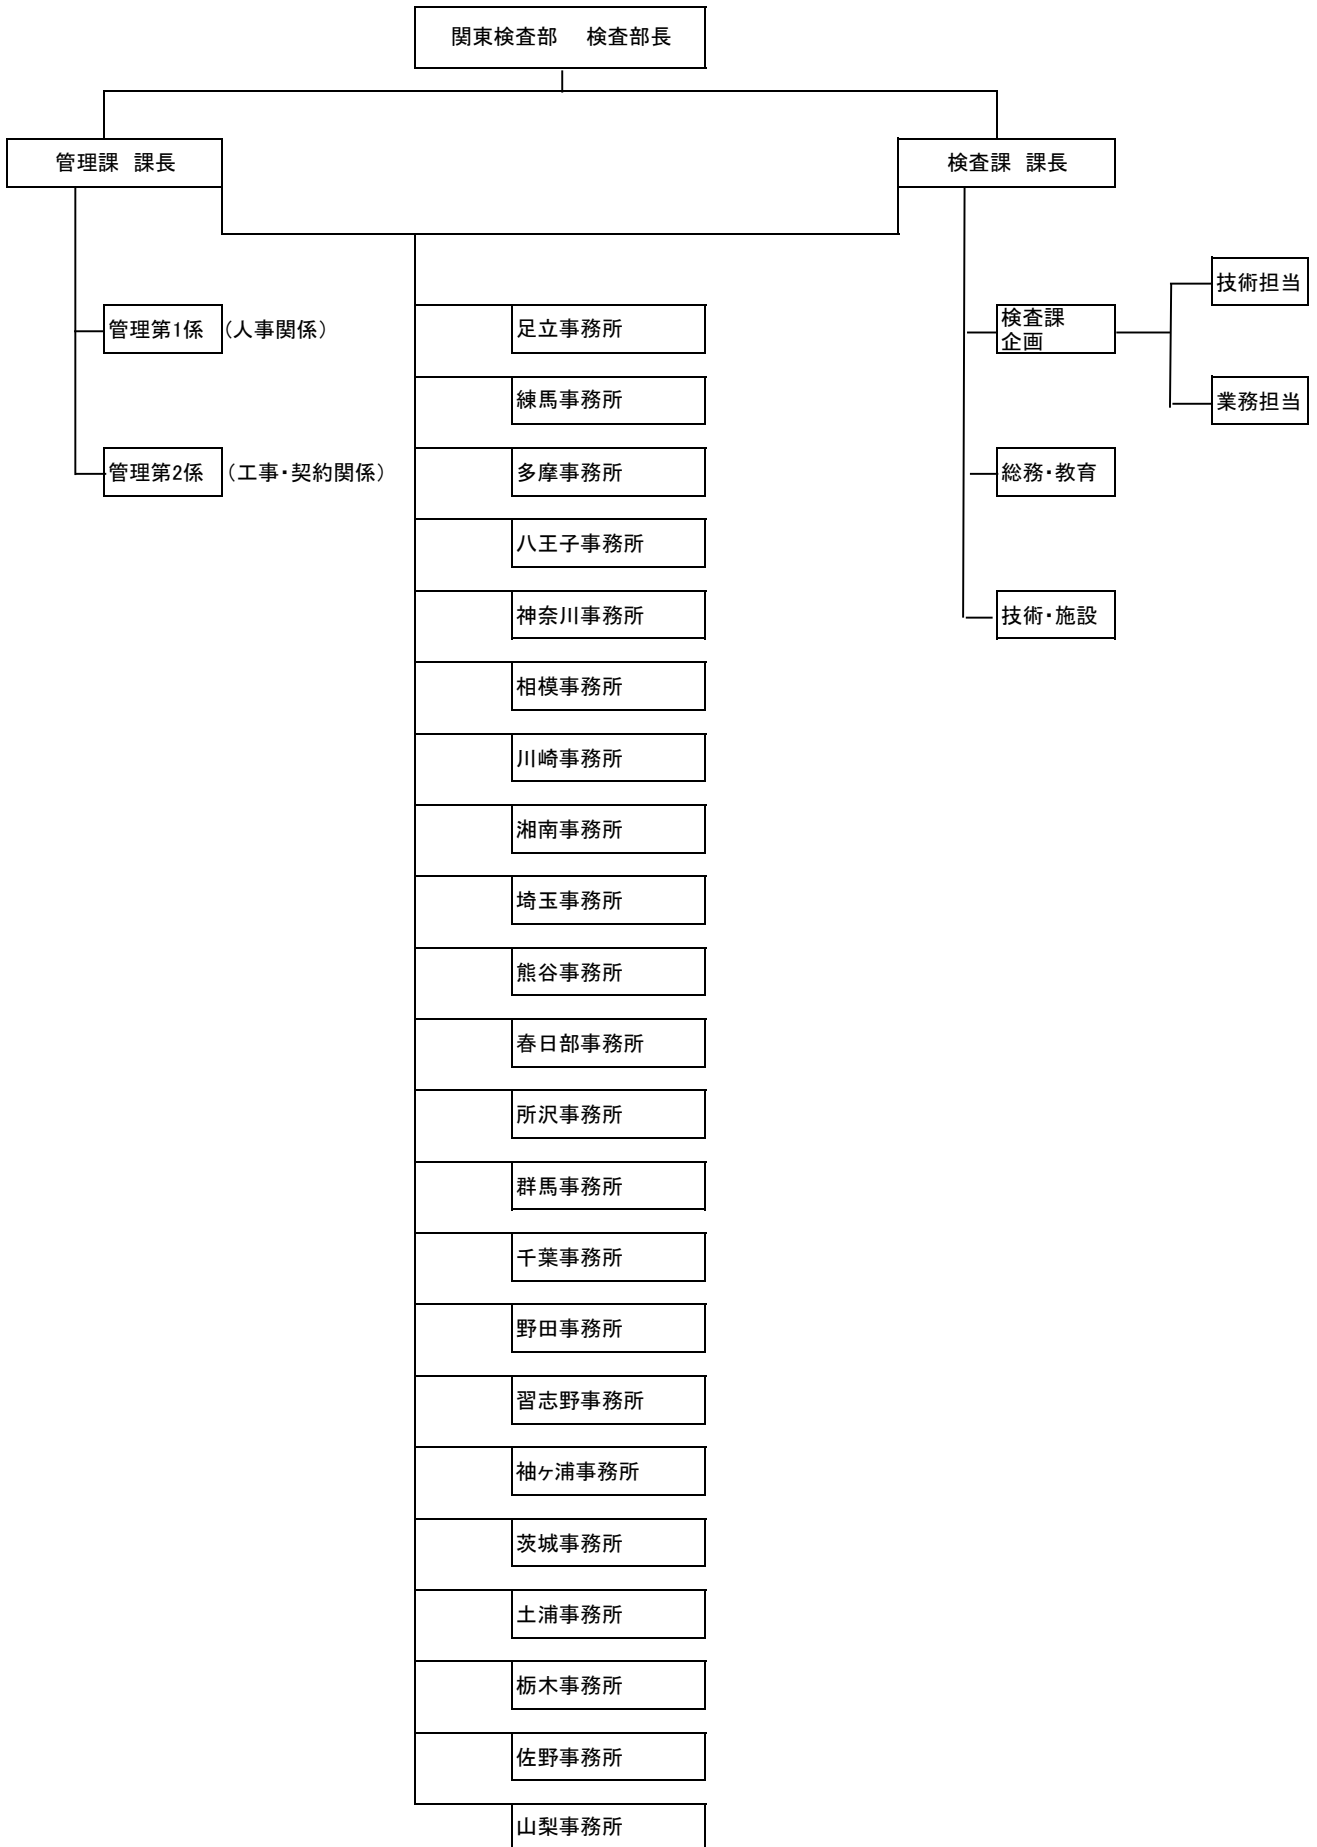 関東検査部　検査部長
管理課　課長
検査課　課長
管理第1係
（人事関係）
管理第2係
（工事・契約関係）
足立事務所
練馬事務所
多摩事務所
八王子事務所
神奈川事務所
相模事務所
川崎事務所
湘南事務所
埼玉事務所
熊谷事務所
春日部事務所
所沢事務所
群馬事務所
千葉事務所
野田事務所
習志野事務所
袖ヶ浦事務所
茨城事務所
土浦事務所
栃木事務所
佐野事務所
山梨事務所
検査課
企画
技術担当
業務担当
総務・教育
技術・施設